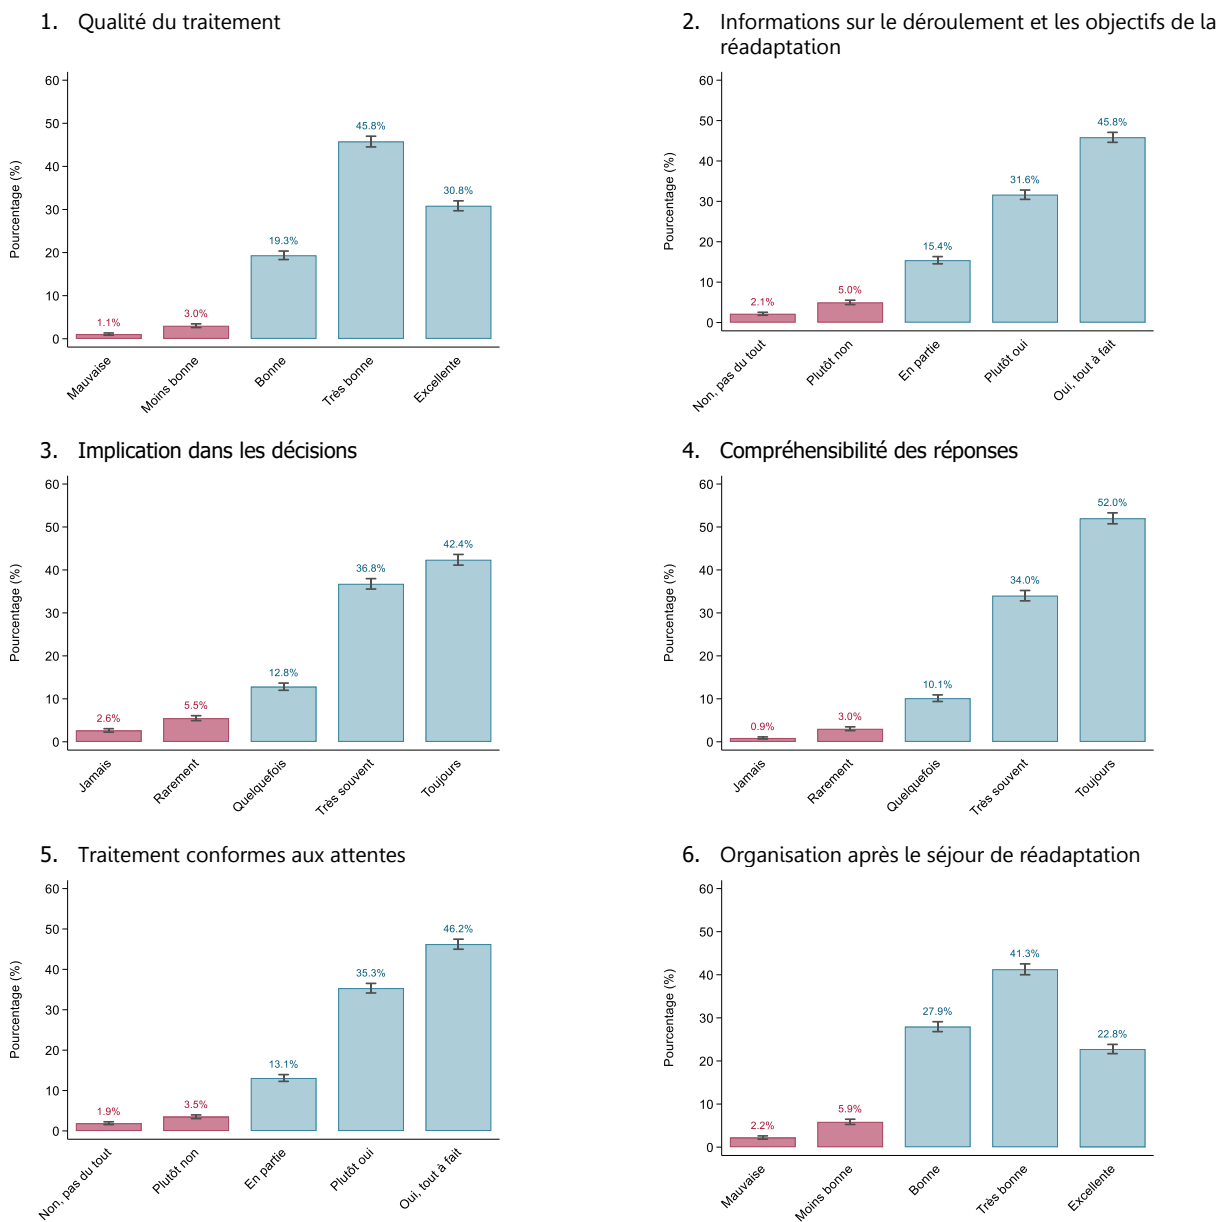 1. Qualité du traitement
Pourcentage (%)
60
50
40
30
20
10
0
1.1%
3.0%
19.3%
45.8%
30.8%
Mauvaise
Moins bonne
Bonne
Très bonne
Excellente
2. Informations sur le déroulement et les objectifs de la
réadaptation
Pourcentage (%)
60
50
40
30
20
10
0
2.1%
5.0%
15.4%
31.6%
45.8%
Non, pas du tout
Plutôt non
En partie
Plutôt oui
Oui, tout à fait
3. Implication dans les décisions
Pourcentage (%)
60
50
40
30
20
10
0
2.6%
5.5%
12.8%
36.8%
42.4%
Jamais
Rarement
Quelquefois
Très souvent
Toujours
4. Compréhensibilité des réponses
Pourcentage (%)
60
50
40
30
20
10
0
0.9%
3.0%
10.1%
34.0%
52.0%
Jamais
Rarement
Quelquefois
Très souvent
Toujours
5. Traitement conformes aux attentes
Pourcentage (%)
60
50
40
30
20
10
0
1.9%
3.5%
13.1%
35.3%
46.2%
Non, pas du tout
Plutôt non
En partie
Plutôt oui
Oui, tout à fait
6. Organisation après le séjour de réadaptation
Pourcentage (%)
60
50
40
30
20
10
0
2.2%
5.9%
27.9%
41.3%
22.8%
Mauvaise
Moins bonne
Bonne
Très bonne
Excellente